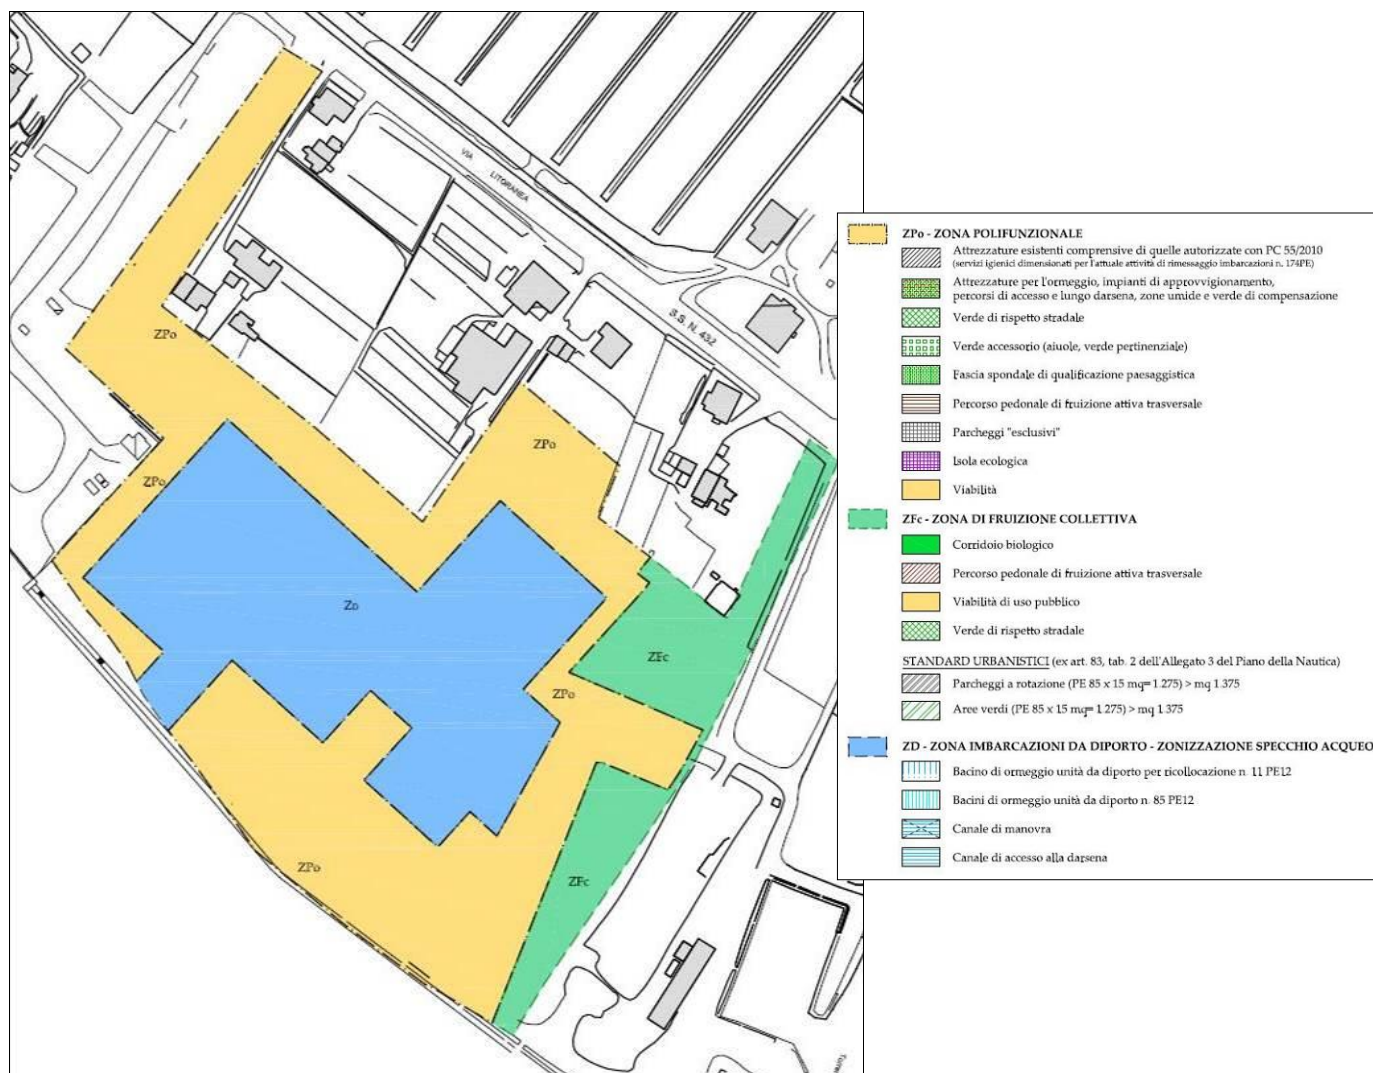 VIA
LITORANEA
S.S. N. 432
ZPo
ZPo
ZPo
ZD
ZFc
ZPo
ZPo
ZFc
ZPo - ZONA POLIFUNZIONALE
Attrezzature esistenti comprensive di quelle autorizzate con PC 55/2010
(servizi igienici dimensionati per l'attuale attività di rimessaggio imbarcazioni n. 174PE)
Attrezzature per l'ormeggio, impianti di approvvigionamento,
percorsi di accesso e lungo darsena, zone umide e verde di compensazione
Verde di rispetto stradale
Verde accessorio (aiuole, verde pertinenziale)
Fascia spondale di qualificazione paesaggistica
Percorso pedonale di fruizione attiva trasversale
Parcheggi "esclusivi"
Isola ecologica
Viabilità
ZFc - ZONA DI FRUIZIONE COLLETTIVA
Corridoio biologico
Percorso pedonale di fruizione attiva trasversale
Viabilità di uso pubblico
Verde di rispetto stradale
STANDARD URBANISTICI (ex art. 83, tab. 2 dell'Allegato 3 del Piano della Nautica)
Parcheggi a rotazione (PE 85 x 15 mq= 1.275) > mq 1.375
Aree verdi (PE 85 x 15 mq= 1.275) > mq 1.375
ZD - ZONA IMBARCAZIONI DA DIPORTO - ZONIZZAZIONE SPECCHIO ACQUEO
Bacino di ormeggio unità da diporto per ricollocazione n. 11 PE12
Bacini di ormeggio unità da diporto n. 85 PE12
Canale di manovra
Canale di accesso alla darsena